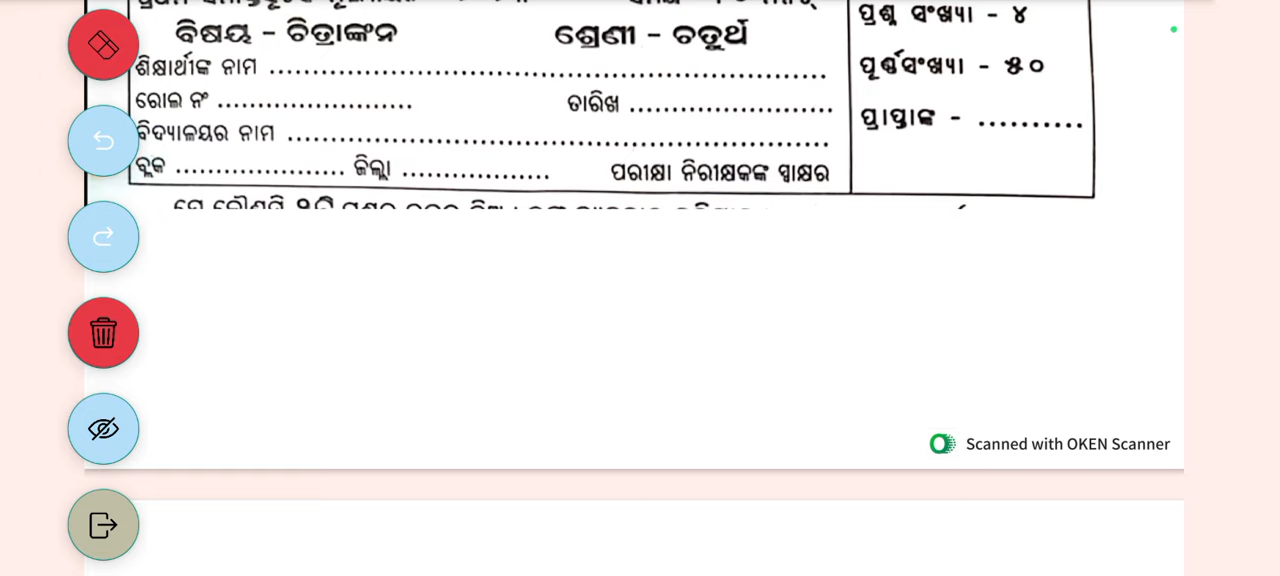 ବିଷୟ - ଚିତ୍ରାଙ୍କନ ଶ୍ରେଣୀ - ଚତୁର୍ଥ
ପ୍ରଶ୍ନ ସଂଖ୍ୟା - ୪
ଶିକ୍ଷାର୍ଥୀଙ୍କ ନାମ ......................................................................
ପୂର୍ଣ୍ଣସଂଖ୍ୟା - ୫୦
ରୋଲ ନଂ ........................ ତାରିଖ .........................
ପ୍ରାପ୍ତାଙ୍କ - ..........
ବିଦ୍ୟାଳୟର ନାମ ....................................................................
ବ୍ଲକ ..................... ଜିଲ୍ଲା .................. ପରୀକ୍ଷା ନିରୀକ୍ଷକଙ୍କ ସ୍ୱାକ୍ଷର
Scanned with OKEN Scanner